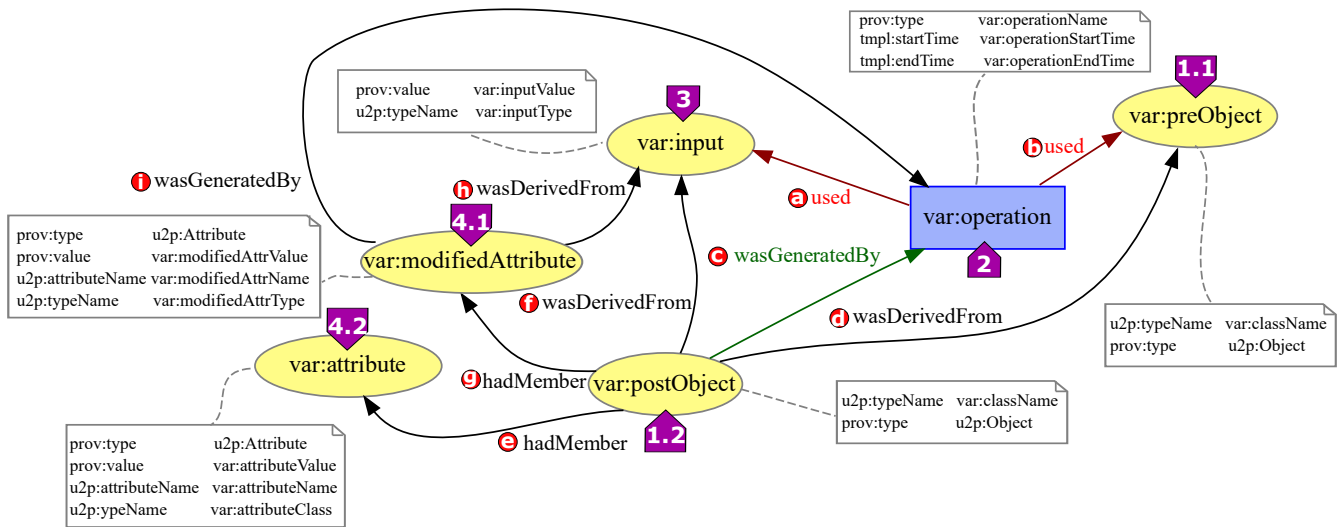 prov:type var:operationName
tmpl:startTime var:operationStartTime
tmpl:endTime var:operationEndTime
1.1
var:preObject
prov:value var:inputValue
u2p:typeName var:inputType
3
var:input
b used
i wasGeneratedBy
h wasDerivedFrom
a used
var:operation
2
prov:type u2p:Attribute
prov:value var:modifiedAttrValue
u2p:attributeName var:modifiedAttrName
u2p:typeName var:modifiedAttrType
4.1
var:modifiedAttribute
c wasGeneratedBy
f wasDerivedFrom
d wasDerivedFrom
u2p:typeName var:className
prov:type u2p:Object
4.2
var:attribute
g hadMember
var:postObject
1.2
u2p:typeName var:className
prov:type u2p:Object
e hadMember
prov:type u2p:Attribute
prov:value var:attributeValue
u2p:attributeName var:attributeName
u2p:ypeName var:attributeClass